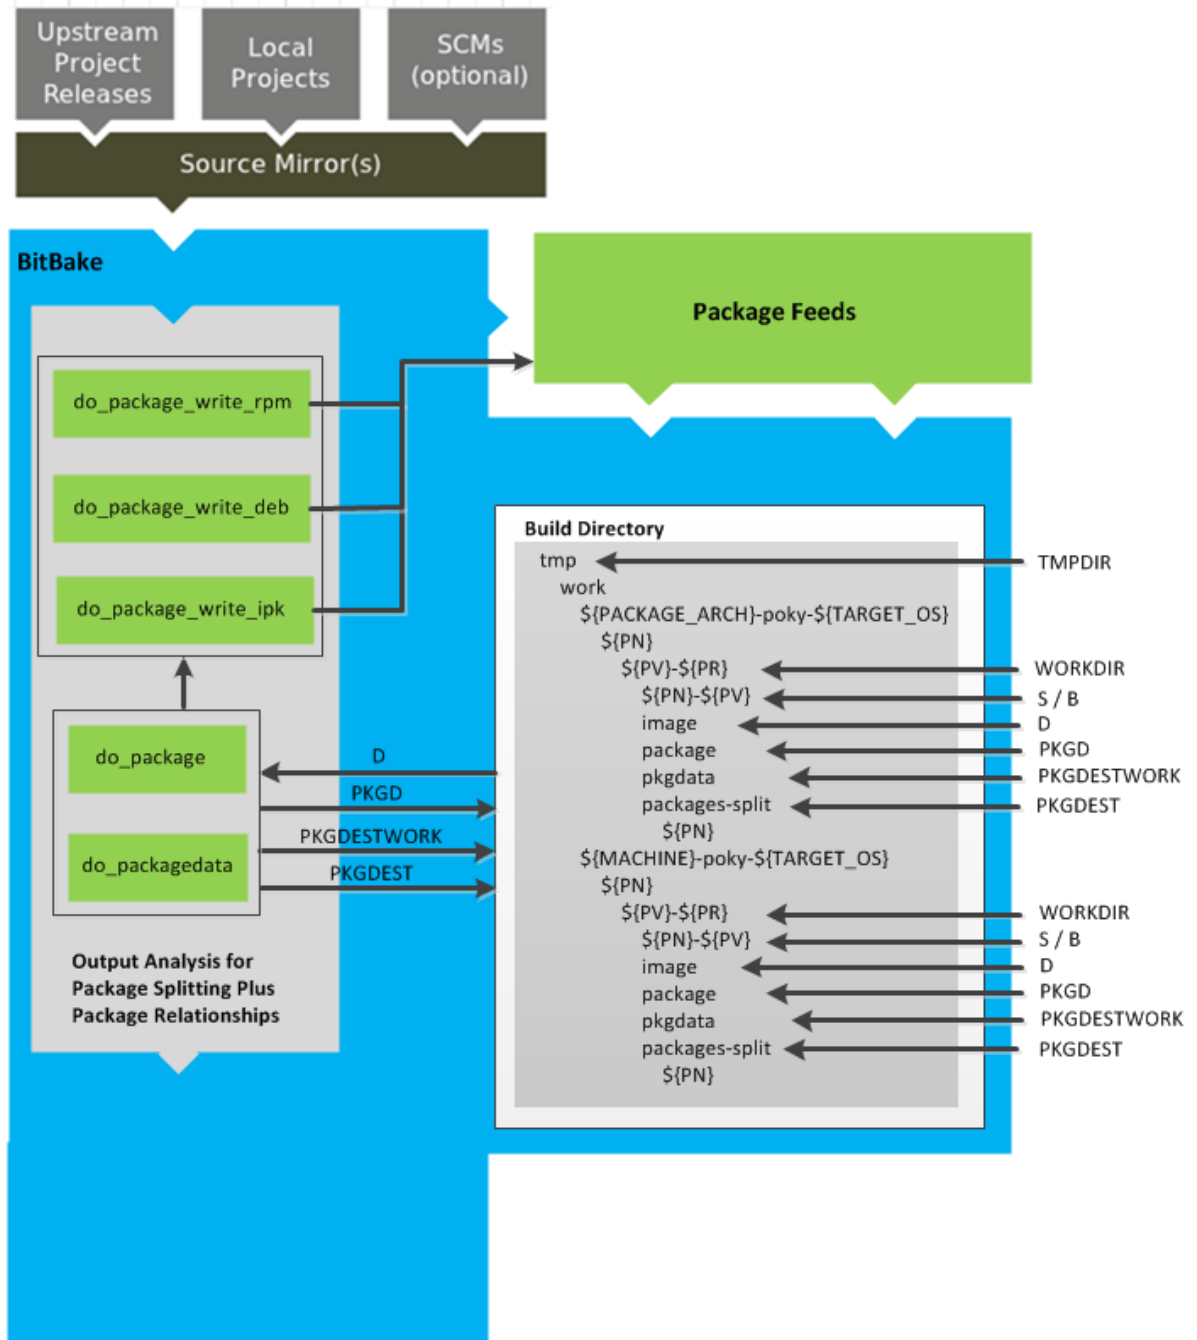 Upstream
Project
Releases
Local
Projects
SCMs
(optional)
Source Mirror(s)
BitBake
Package Feeds
do_package_write_rpm
do_package_write_deb
do_package_write_ipk
do_package
do_packagedata
D
PKGD
PKGDESTWORK
PKGDEST
Output Analysis for
Package Splitting Plus
Package Relationships
Build Directory
tmp
TMPDIR
work
${PACKAGE_ARCH}-poky-${TARGET_OS}
${PN}
${PV}-${PR}
WORKDIR
${PN}-${PV}
S / B
image
D
package
PKGD
pkgdata
PKGDESTWORK
packages-split
PKGDEST
${PN}
${MACHINE}-poky-${TARGET_OS}
${PN}
${PV}-${PR}
WORKDIR
${PN}-${PV}
S / B
image
D
package
PKGD
pkgdata
PKGDESTWORK
packages-split
PKGDEST
${PN}